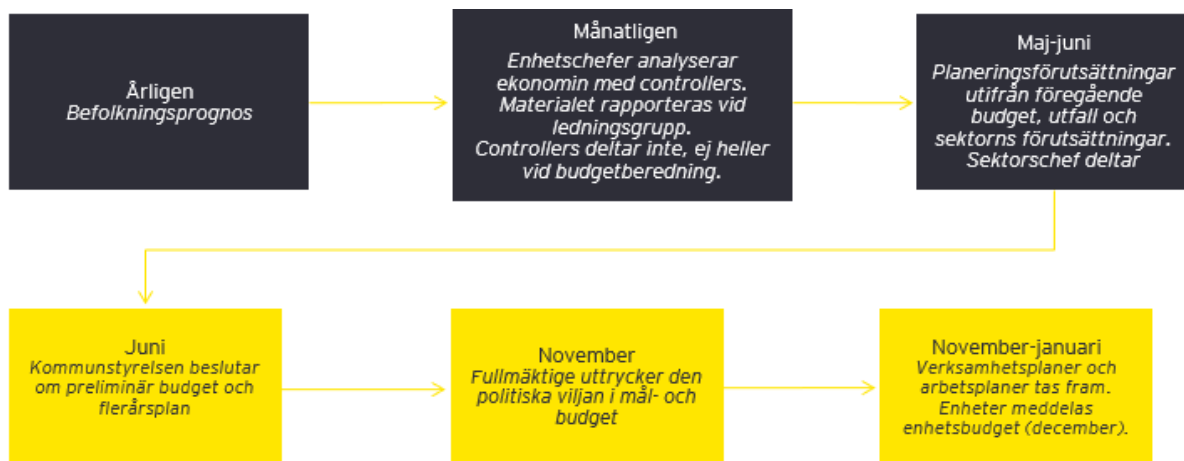 Årligen
Befolkningsprognos
Månatligen
Enhetschefer analyserar
ekonomin med controllers.
Materialet rapporteras vid
ledningsgrupp.
Controllers deltar inte, ej heller
vid budgetberedning.
Maj-juni
Planeringsförutsättningar
utifrån föregående
budget, utfall och
sektorns förutsättningar.
Sektorschef deltar
Juni
Kommunstyrelsen beslutar
om preliminär budget och
flerårsplan
November
Fullmäktige uttrycker den
politiska viljan i mål- och
budget
November-januari
Verksamhetsplaner och
arbetsplaner tas fram.
Enheter meddelas
enhetsbudget (december).